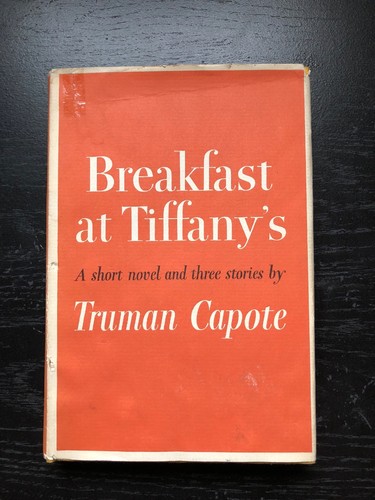 Breakfast
at Tiffany's
A short novel and three stories by
Truman Capote